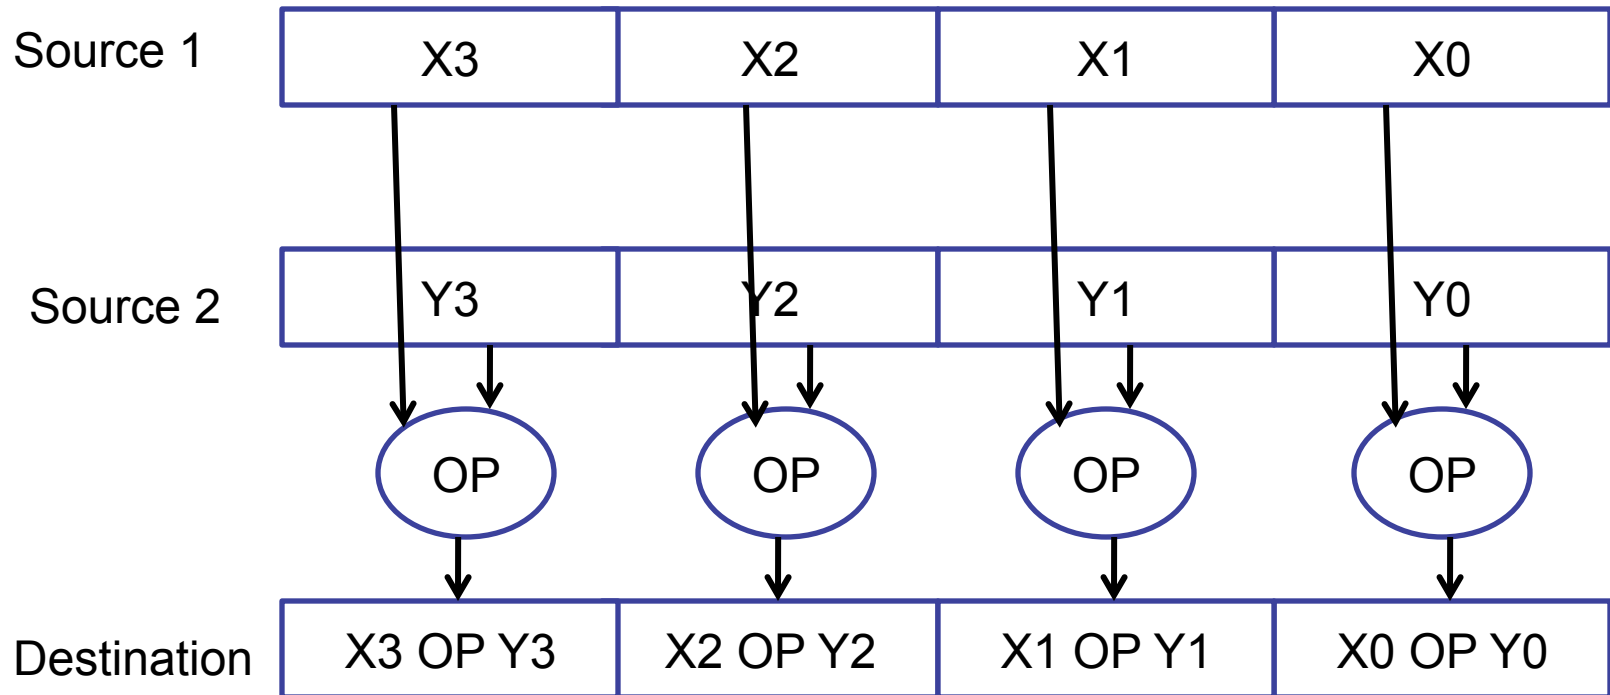 Source 1 X3 X2 X1 X0
Source 2 Y3 Y2 Y1 Y0
OP OP OP OP
Destination X3 OP Y3 X2 OP Y2 X1 OP Y1 X0 OP Y0